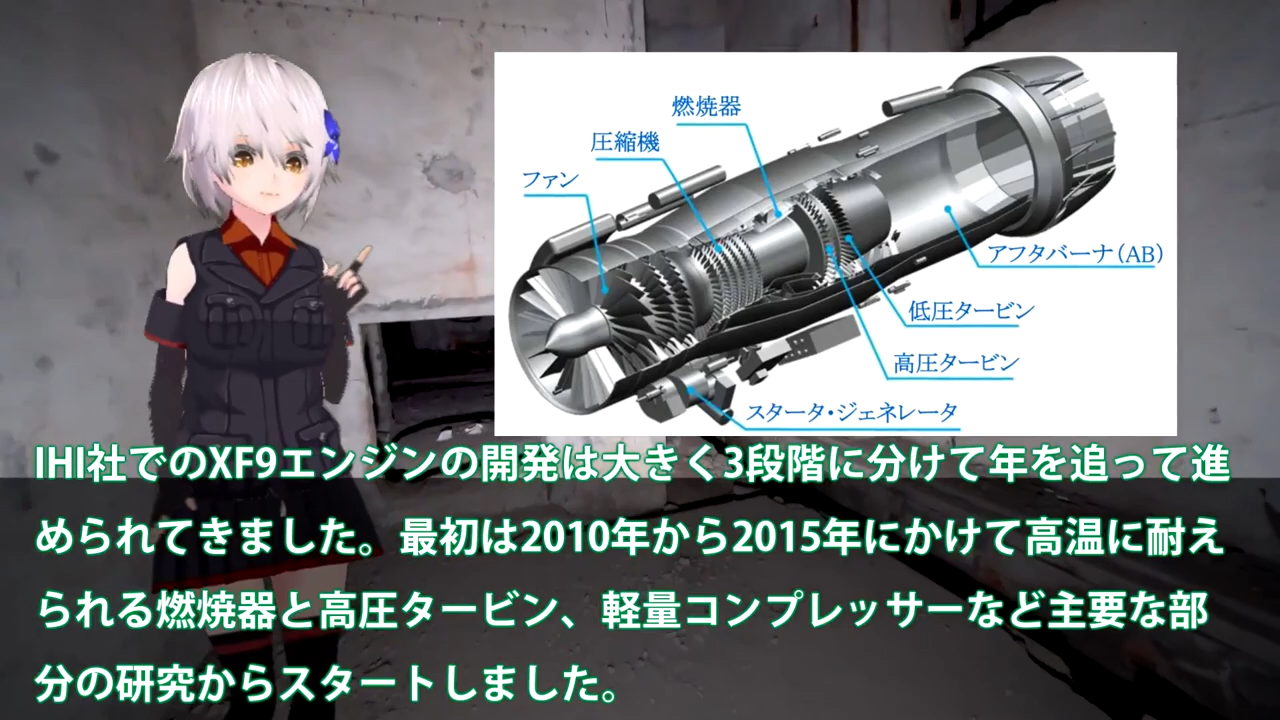 燃焼器
圧縮機
ファン
アフタバーナ(AB)
低圧タービン
高圧タービン
スタータ・ジェネレータ
IHI社でのXF9エンジンの開発は大きく3段階に分けて年を追って進
められてきました。最初は2010年から2015年にかけて高温に耐え
られる燃焼器と高圧タービン、軽量コンプレッサーなど主要な部
分の研究からスタートしました。